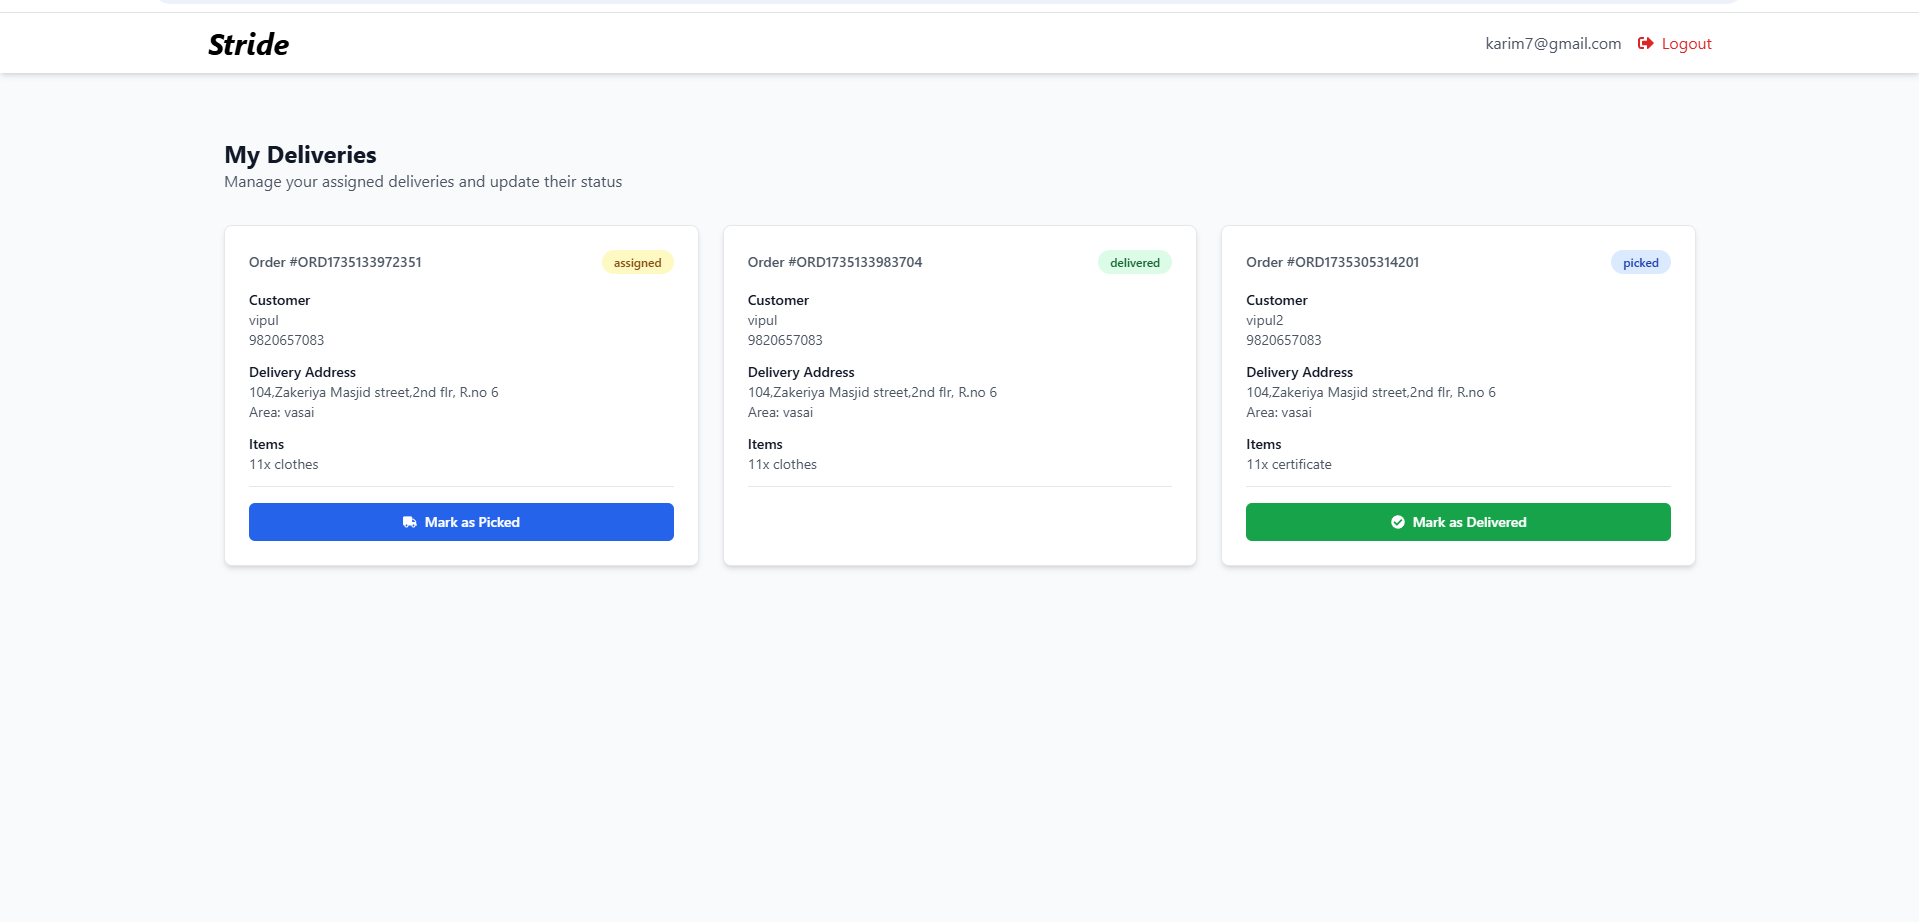 Stride
karim7@gmail.com Logout
My Deliveries
Manage your assigned deliveries and update their status
Order #ORD1735133972351 assigned
Customer
vipul
9820657083
Delivery Address
104,Zakeriya Masjid street,2nd flr, R.no 6
Area: vasai
Items
11x clothes
Mark as Picked
Order #ORD1735133983704 delivered
Customer
vipul
9820657083
Delivery Address
104,Zakeriya Masjid street,2nd flr, R.no 6
Area: vasai
Items
11x clothes
Order #ORD1735305314201 picked
Customer
vipul2
9820657083
Delivery Address
104,Zakeriya Masjid street,2nd flr, R.no 6
Area: vasai
Items
11x certificate
Mark as Delivered